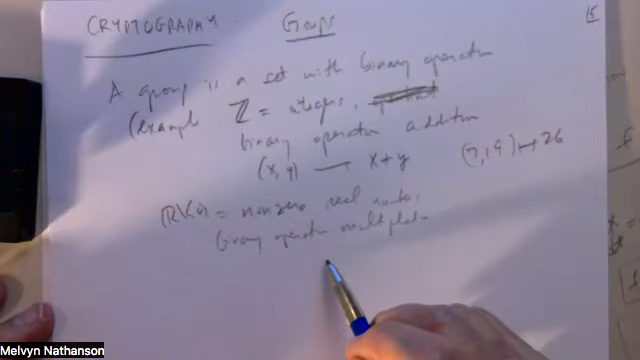 CRYPTOGRAPHY Groups 15
A group is a set with binary operation
(example ℤ = integers,
binary operation addition
(x, y) → x+y (7,19) ↦ 26
ℝ\{0} = nonzero real numbers,
binary operation multiplication
Melvyn Nathanson